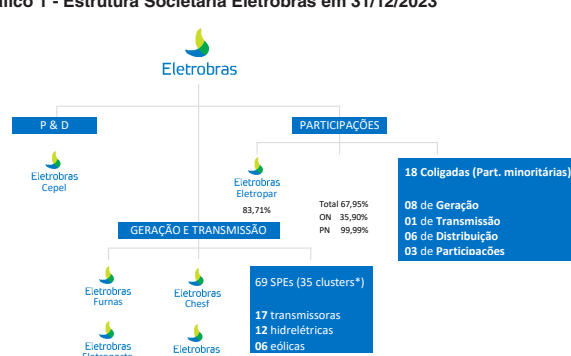 áfico 1 - Estrutura Societária Eletrobras em 31/12/2023
Eletrobras
P & D
PARTICIPAÇÕES
Eletrobras
Cepel
Eletrobras
Eletropar
83,71%
Total 67,95%
ON 35,90%
PN 99,99%
18 Coligadas (Part. minoritárias)
08 de Geração
01 de Transmissão
06 de Distribuição
03 de Participações
GERAÇÃO E TRANSMISSÃO
Eletrobras
Furnas
Eletrobras
Chesf
69 SPEs (35 clusters*)
17 transmissoras
12 hidrelétricas
06 eólicas
Eletrobras
Eletrobras